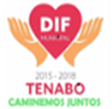 DIF
MUNICIPAL
2015 - 2018
TENABO
CAMINEMOS JUNTOS